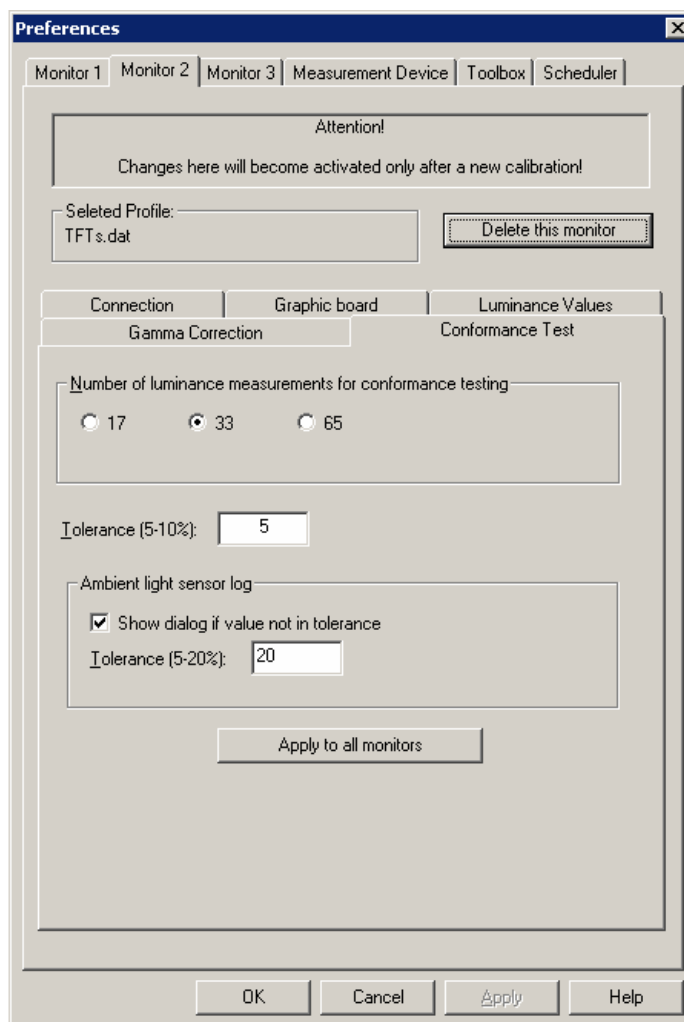 Preferences
Monitor 1 Monitor 2 Monitor 3 Measurement Device Toolbox Scheduler
Attention!
Changes here will become activated only after a new calibration!
Seleted Profile:
TFTs.dat
Delete this monitor
Connection Graphic board Luminance Values
Gamma Correction Conformance Test
Number of luminance measurements for conformance testing
17 33 65
Tolerance (5-10%): 5
Ambient light sensor log
Show dialog if value not in tolerance
Tolerance (5-20%): 20
Apply to all monitors
OK Cancel Apply Help